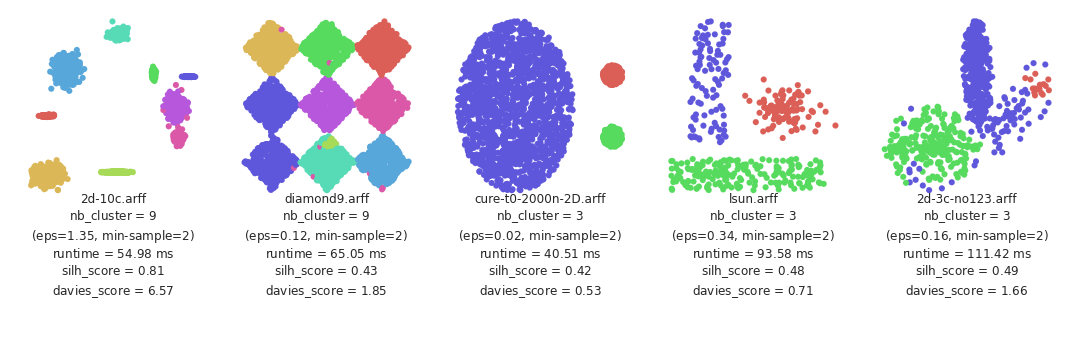 2d-10c.arff
nb_cluster = 9
(eps=1.35, min-sample=2)
runtime = 54.98 ms
silh_score = 0.81
davies_score = 6.57
diamond9.arff
nb_cluster = 9
(eps=0.12, min-sample=2)
runtime = 65.05 ms
silh_score = 0.43
davies_score = 1.85
cure-t0-2000n-2D.arff
nb_cluster = 3
(eps=0.02, min-sample=2)
runtime = 40.51 ms
silh_score = 0.42
davies_score = 0.53
lsun.arff
nb_cluster = 3
(eps=0.34, min-sample=2)
runtime = 93.58 ms
silh_score = 0.48
davies_score = 0.71
2d-3c-no123.arff
nb_cluster = 3
(eps=0.16, min-sample=2)
runtime = 111.42 ms
silh_score = 0.49
davies_score = 1.66